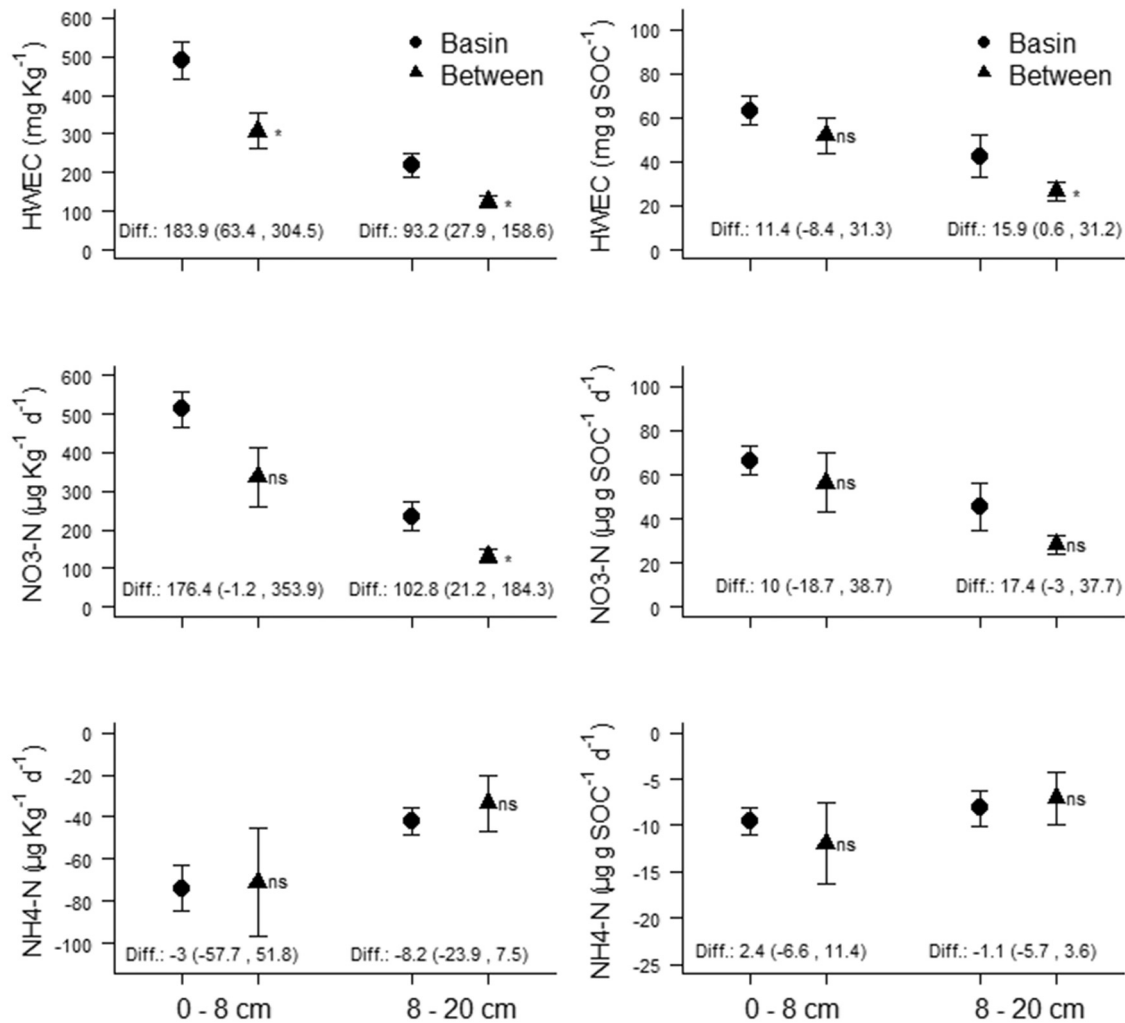 HWEC (mg Kg⁻¹)
600
500
400
300
200
100
0
Basin
Between
*
*
Diff.: 183.9 (63.4 , 304.5)
93.2 (27.9 , 158.6)
HWEC (mg g SOC⁻¹)
100
80
60
40
20
0
Basin
Between
ns
*
Diff.: 11.4 (-8.4 , 31.3)
Diff.: 15.9 (0.6 , 31.2)
NO3-N (µg Kg⁻¹ d⁻¹)
600
500
400
300
200
100
0
ns
*
Diff.: 176.4 (-1.2 , 353.9)
Diff.: 102.8 (21.2 , 184.3)
NO3-N (µg g SOC⁻¹ d⁻¹)
100
80
60
40
20
0
ns
ns
Diff.: 10 (-18.7 , 38.7)
Diff.: 17.4 (-3 , 37.7)
NH4-N (µg Kg⁻¹ d⁻¹)
0
-20
-40
-60
-80
-100
ns
ns
Diff.: -3 (-57.7 , 51.8)
Diff.: -8.2 (-23.9 , 7.5)
0 - 8 cm
8 - 20 cm
NH4-N (µg g SOC⁻¹ d⁻¹)
0
-5
-10
-15
-20
-25
ns
ns
Diff.: 2.4 (-6.6 , 11.4)
Diff.: -1.1 (-5.7 , 3.6)
0 - 8 cm
8 - 20 cm